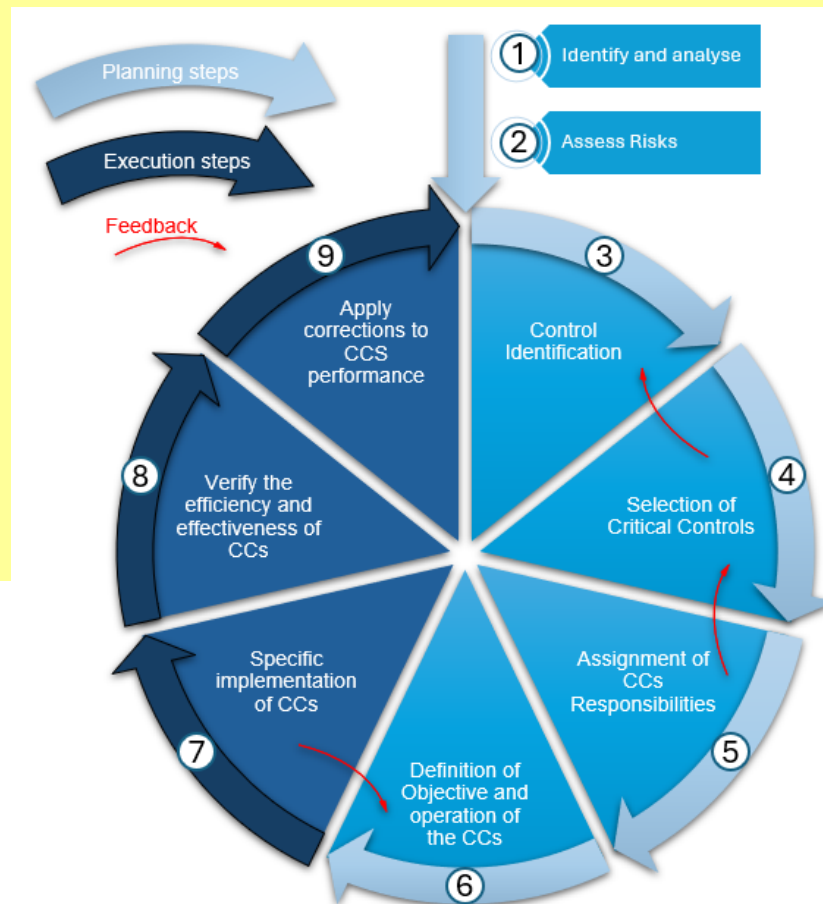 Planning steps
Execution steps
Feedback
1
Identify and analyse
2
Assess Risks
3
Control
Identification
4
Selection of
Critical Controls
5
Assignment of
CCs
Responsibilities
6
Definition of
Objective and
operation of
the CCs
7
Specific
implementation
of CCs
8
Verify the
efficiency and
effectiveness of
CCs
9
Apply
corrections to
CCS
performance